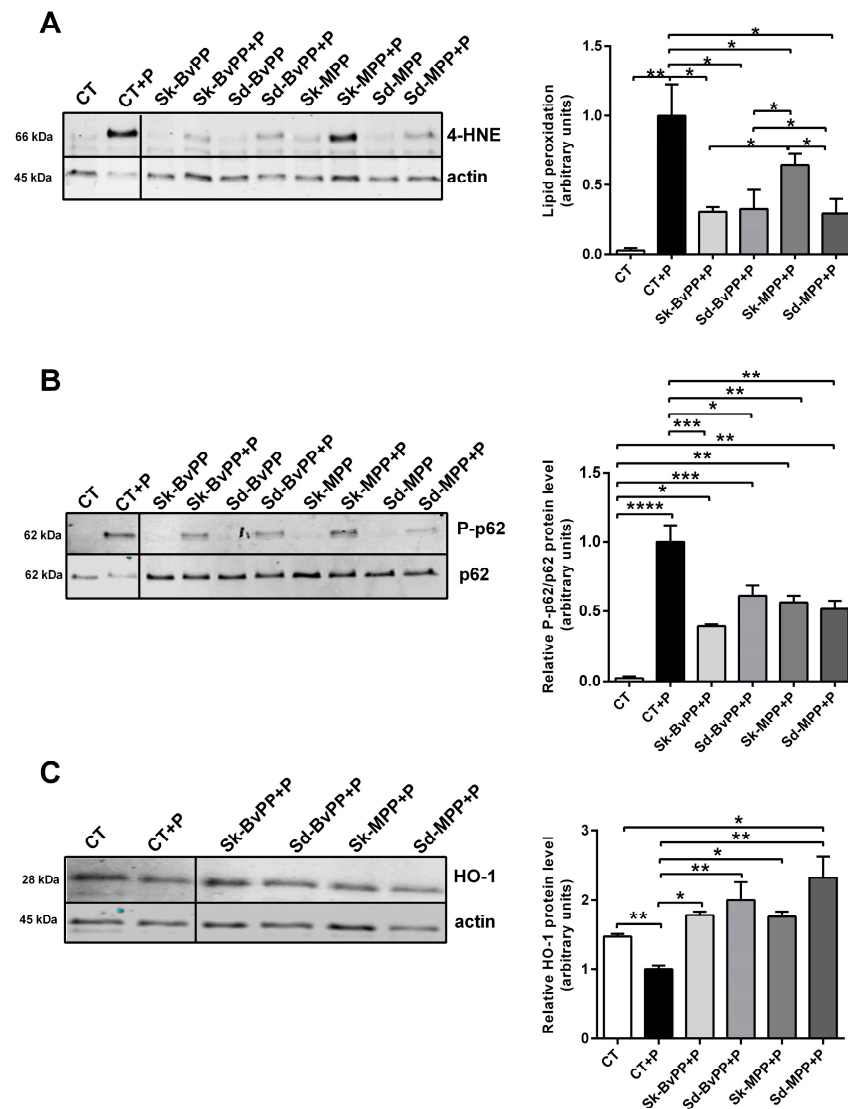 A
CT
CT+P
Sk-BvPP
Sk-BvPP+P
Sd-BvPP
Sd-BvPP+P
Sk-MPP
Sk-MPP+P
Sd-MPP
Sd-MPP+P
66 kDa
4-HNE
45 kDa
actin
Lipid peroxidation
(arbitrary units)
1.5
1.0
0.5
0.0
*
*
*
** *
*
*
* *
CT
CT+P
Sk-BvPP+P
Sd-BvPP+P
Sk-MPP+P
Sd-MPP+P
B
CT
CT+P
Sk-BvPP
Sk-BvPP+P
Sd-BvPP
Sd-BvPP+P
Sk-MPP
Sk-MPP+P
Sd-MPP
Sd-MPP+P
62 kDa
P-p62
62 kDa
p62
Relative P-p62/p62 protein level
(arbitrary units)
1.5
1.0
0.5
0.0
**
**
*
***
**
**
***
*
****
CT
CT+P
Sk-BvPP+P
Sd-BvPP+P
Sk-MPP+P
Sd-MPP+P
C
CT
CT+P
Sk-BvPP+P
Sd-BvPP+P
Sk-MPP+P
Sd-MPP+P
28 kDa
HO-1
45 kDa
actin
Relative HO-1 protein level
(arbitrary units)
3
2
1
0
*
**
*
**
*
**
CT
CT+P
Sk-BvPP+P
Sd-BvPP+P
Sk-MPP+P
Sd-MPP+P